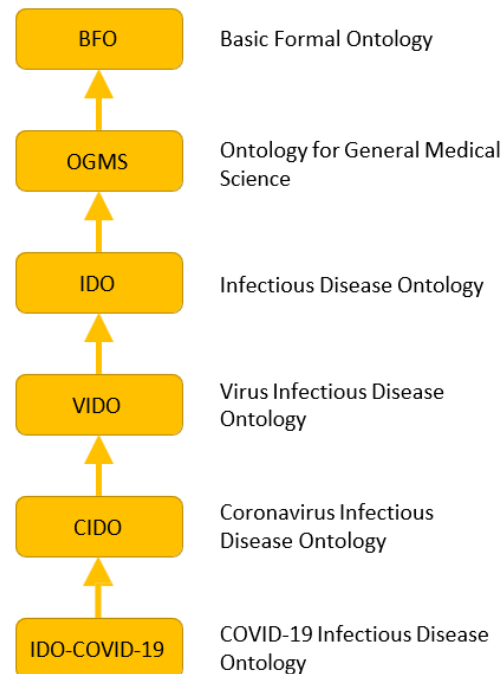 BFO
Basic Formal Ontology
OGMS
Ontology for General Medical
Science
IDO
Infectious Disease Ontology
VIDO
Virus Infectious Disease
Ontology
CIDO
Coronavirus Infectious
Disease Ontology
IDO-COVID-19
COVID-19 Infectious Disease
Ontology